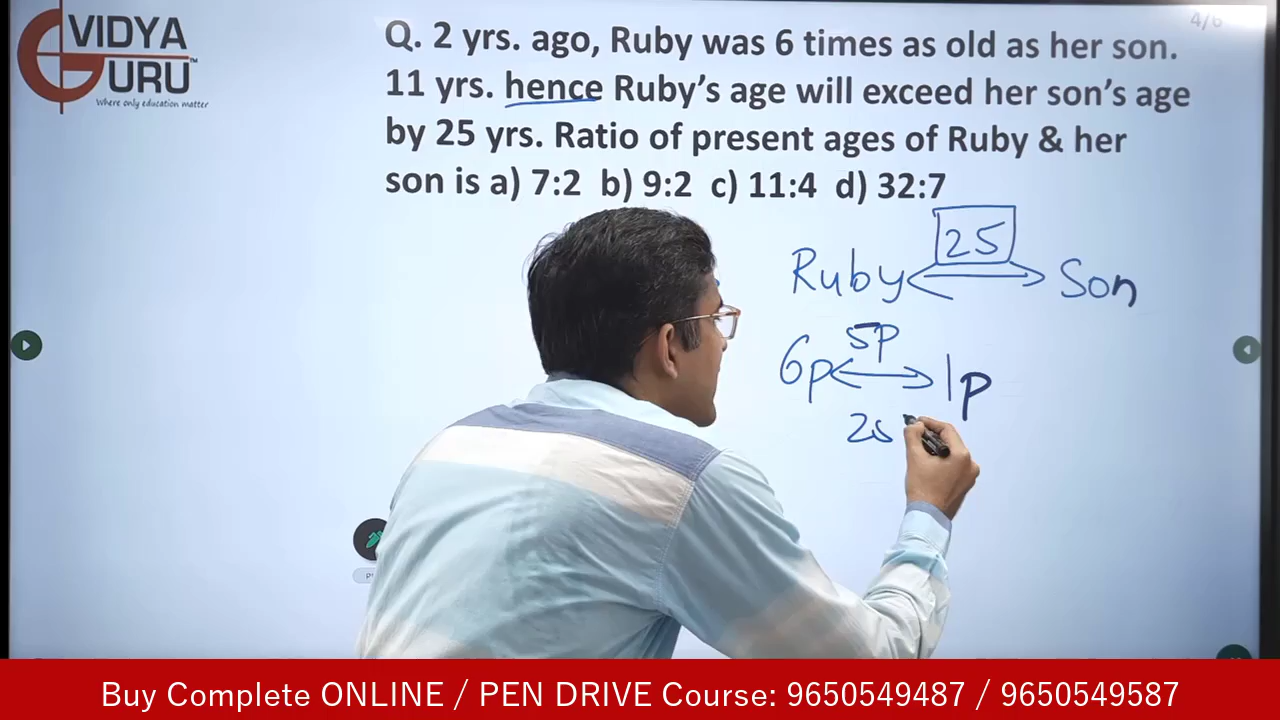 VIDYA
GURU™
Where only education matter
4/6
Q. 2 yrs. ago, Ruby was 6 times as old as her son.
11 yrs. hence Ruby's age will exceed her son's age
by 25 yrs. Ratio of present ages of Ruby & her
son is a) 7:2 b) 9:2 c) 11:4 d) 32:7
25
Ruby Son
5P
6p 1p
25
Buy Complete ONLINE / PEN DRIVE Course: 9650549487 / 9650549587